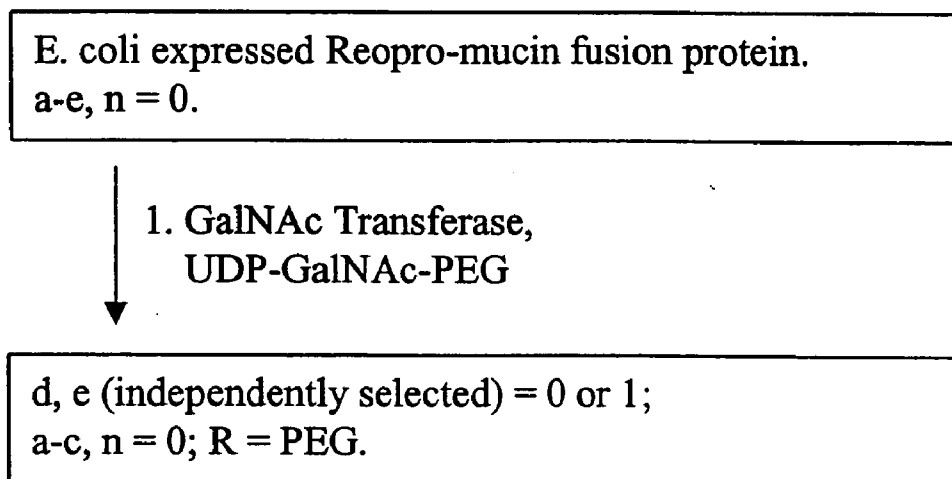 E. coli expressed Reopro-mucin fusion protein.
a-e, n = 0.
1. GalNAc Transferase,
UDP-GalNAc-PEG
d, e (independently selected) = 0 or 1;
a-c, n = 0; R = PEG.